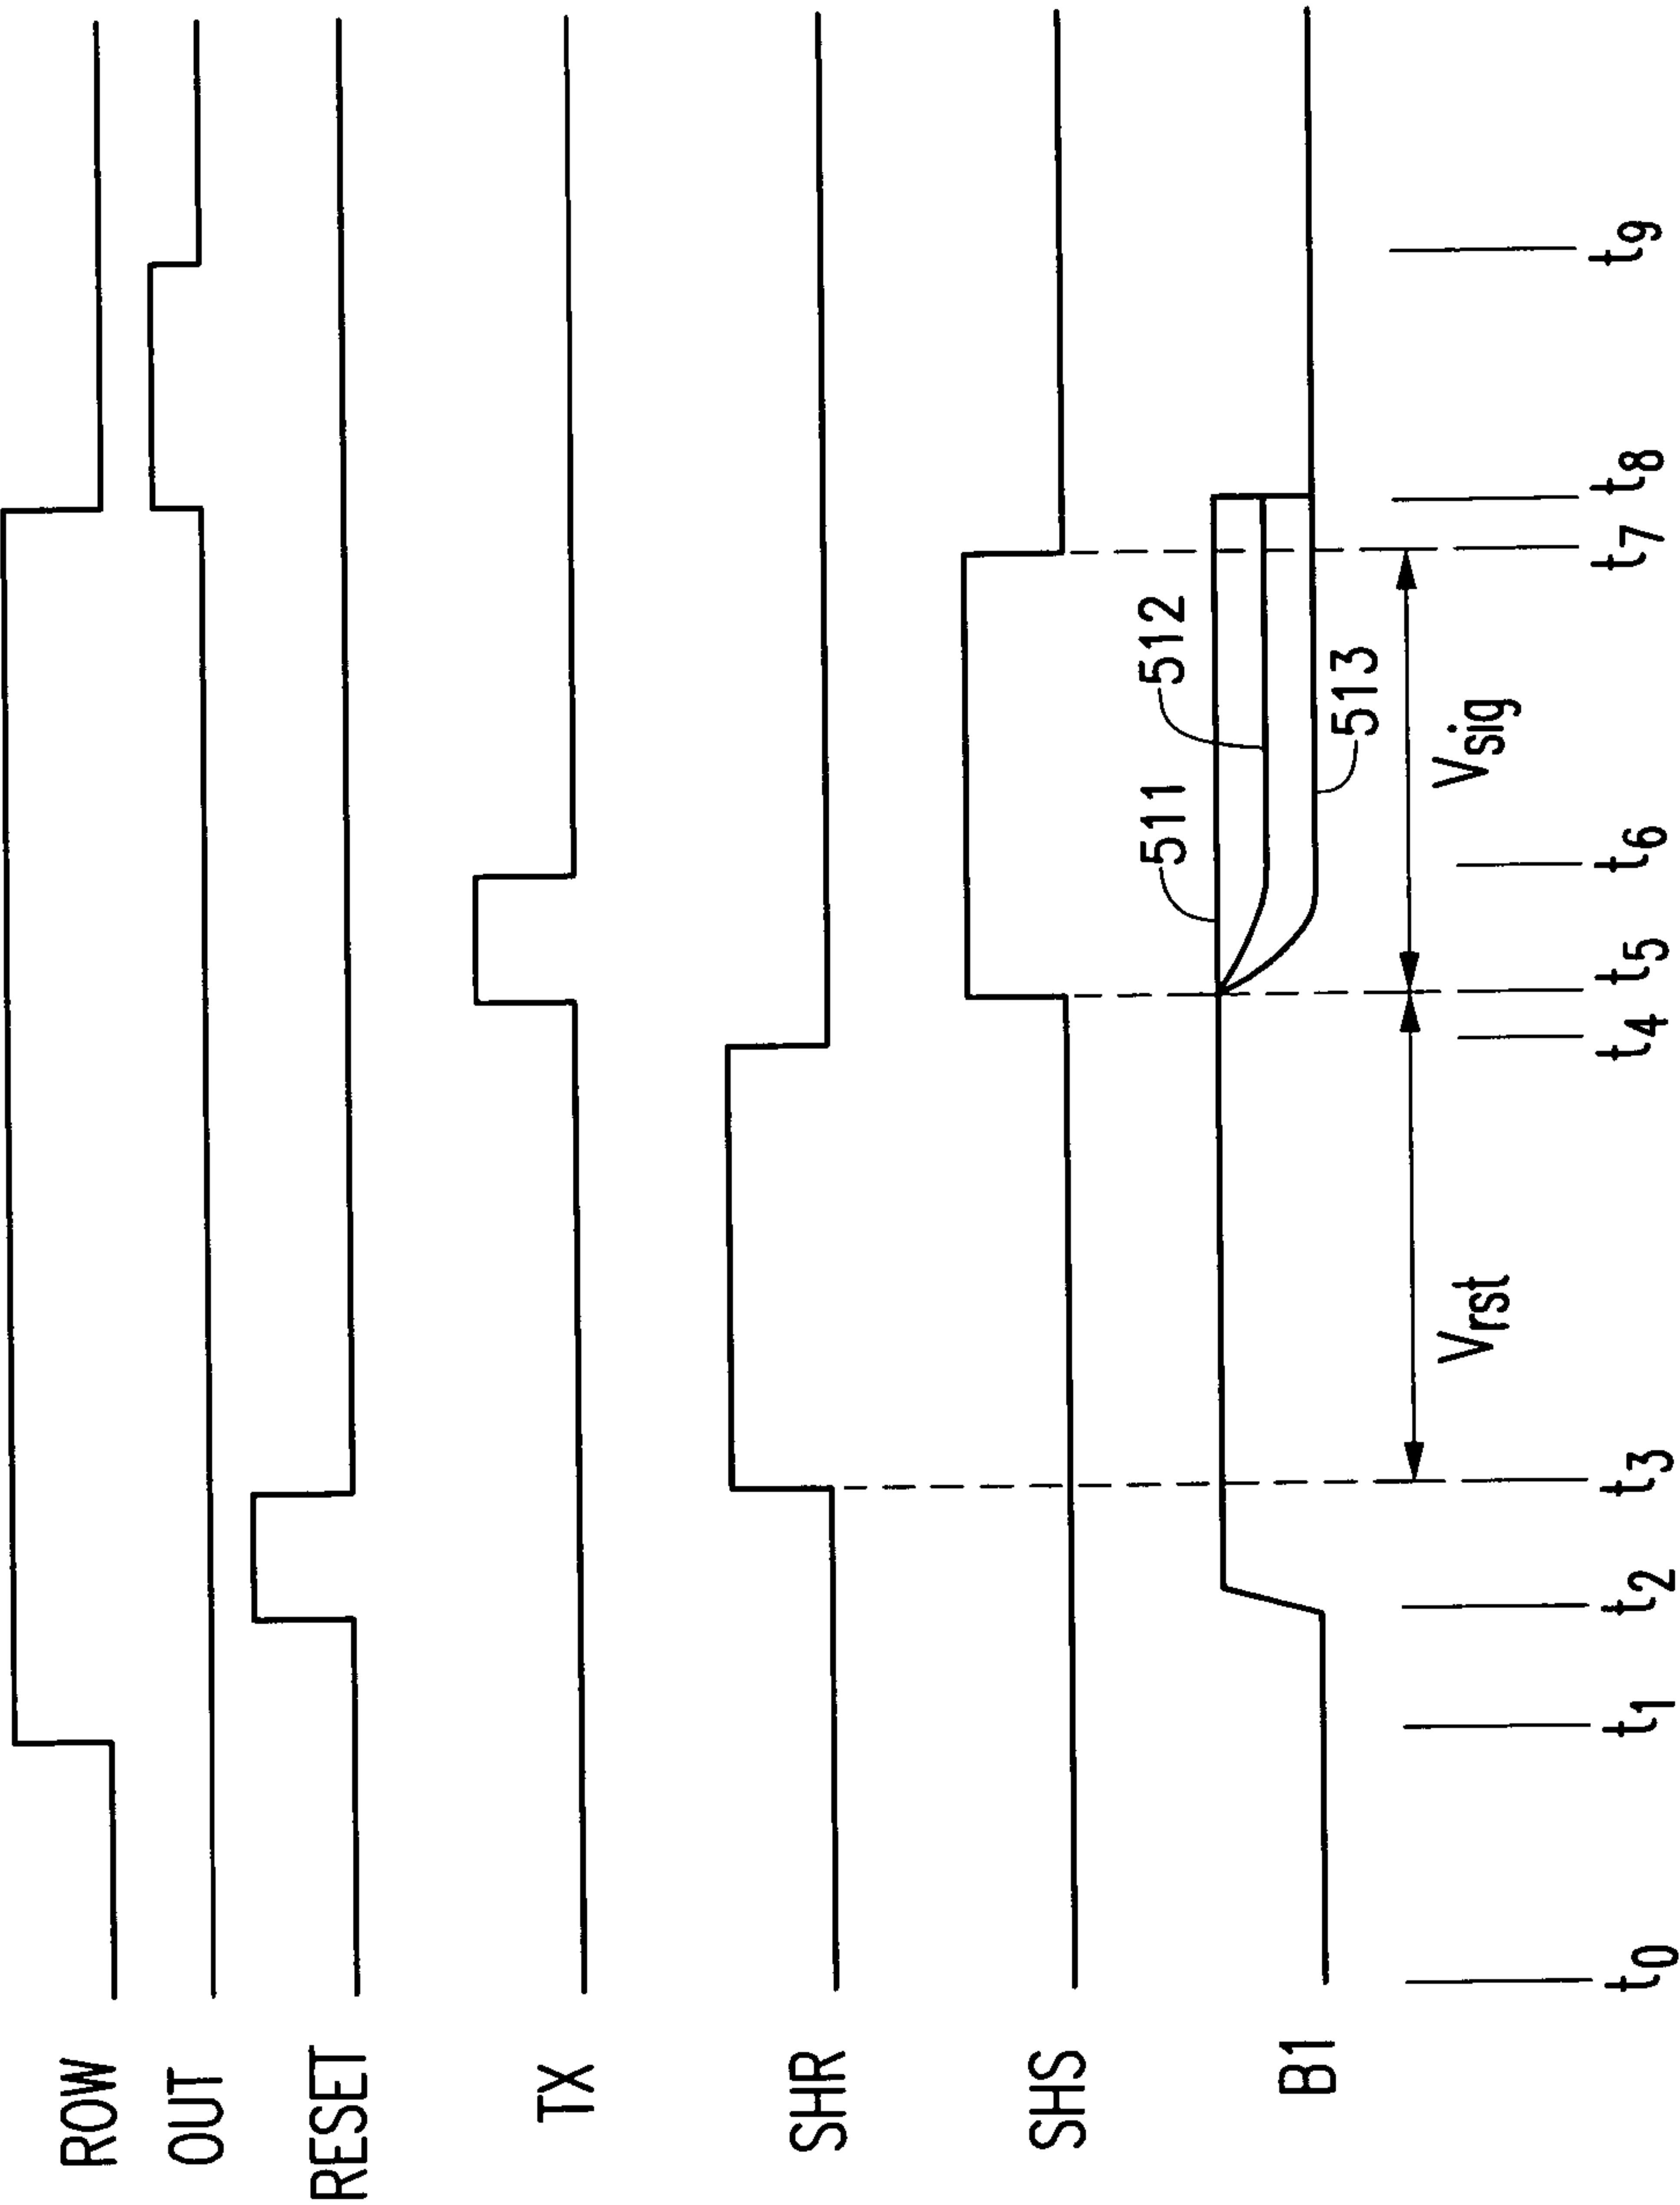 ROW
OUT
RESET
TX
SHR
SHS
B1
511
512
513
Vrst
Vsig
t0
t1
t2
t3
t4
t5
t6
t7
t8
t9